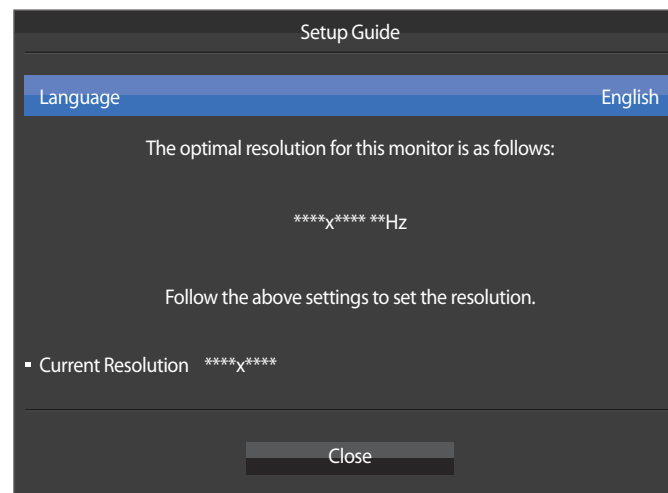 Setup Guide
Language English
The optimal resolution for this monitor is as follows:
****x**** **Hz
Follow the above settings to set the resolution.
Current Resolution ****x****
Close